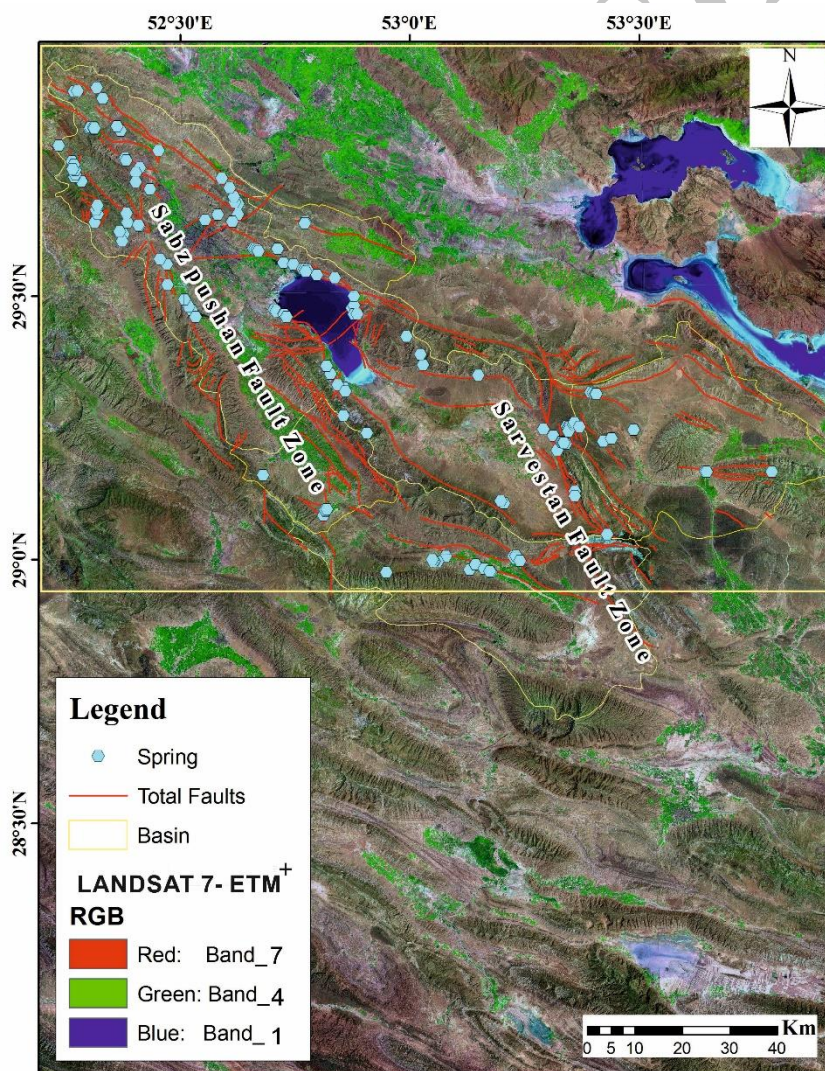 52°30'E 53°0'E 53°30'E
N
29°30'N
29°0'N
28°30'N
Sabz pushan Fault Zone
Sarvestan Fault Zone
Legend
Spring
Total Faults
Basin
LANDSAT 7- ETM+
RGB
Red: Band_7
Green: Band_4
Blue: Band_1
Km
0 5 10 20 30 40